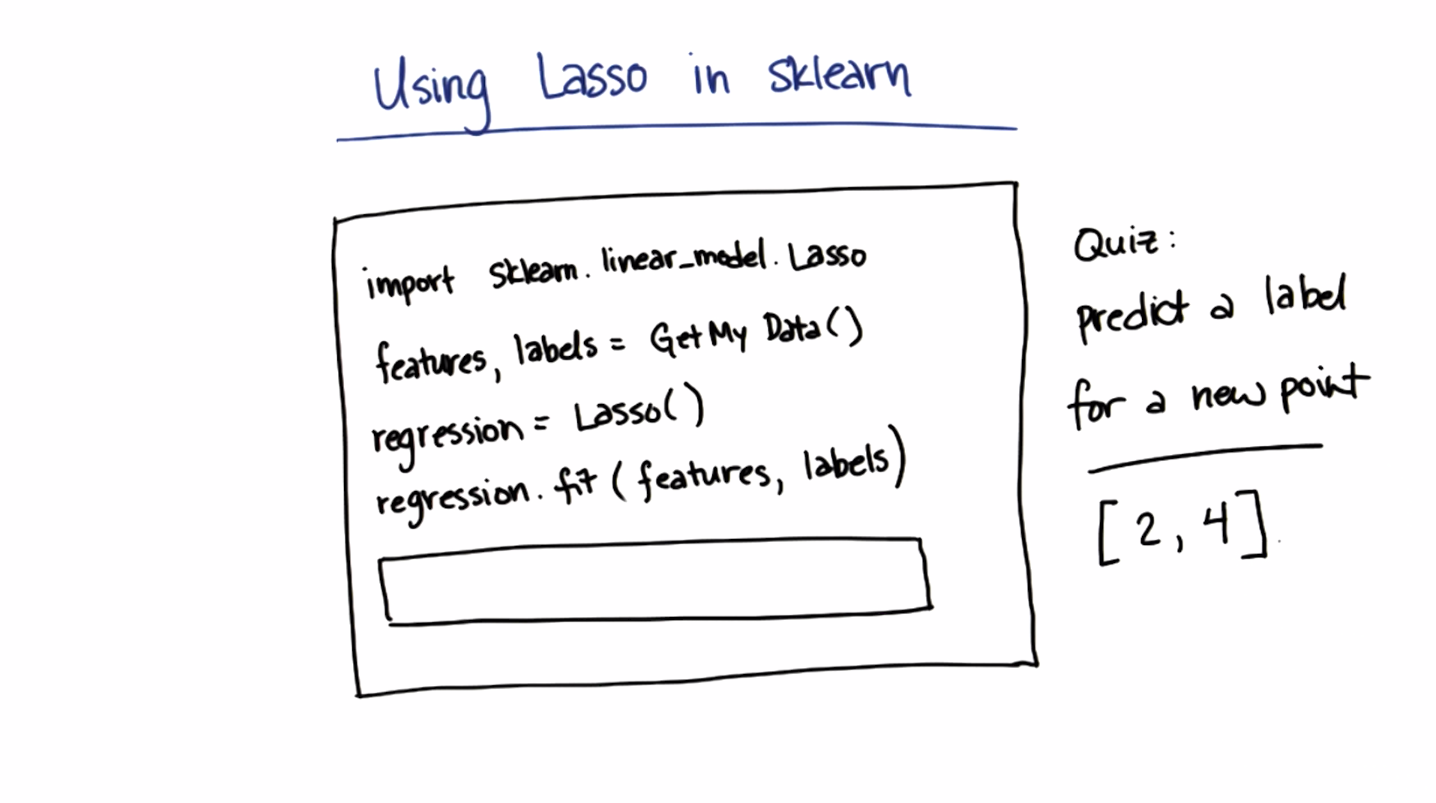 Using Lasso in sklearn
import sklearn.linear_model.Lasso
features, labels = GetMyData()
regression = Lasso()
regression.fit(features, labels)
Quiz:
predict a label
for a new point
[2, 4]